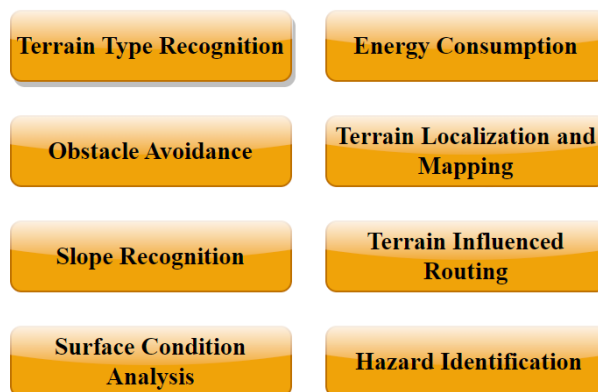 Terrain Type Recognition
Energy Consumption
Obstacle Avoidance
Terrain Localization and
Mapping
Slope Recognition
Terrain Influenced
Routing
Surface Condition
Analysis
Hazard Identification